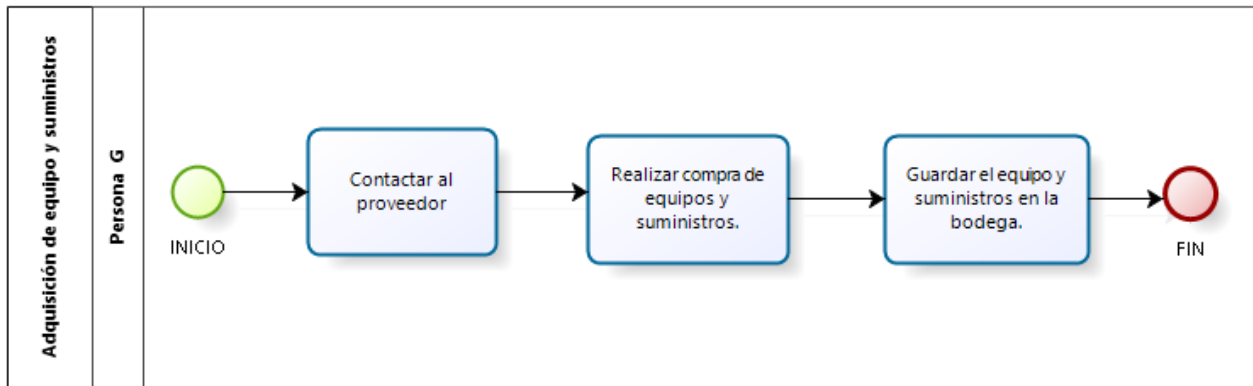 Adquisición de equipo y suministros
Persona G
INICIO
Contactar al
proveedor
Realizar compra de
equipos y
suministros.
Guardar el equipo y
suministros en la
bodega.
FIN